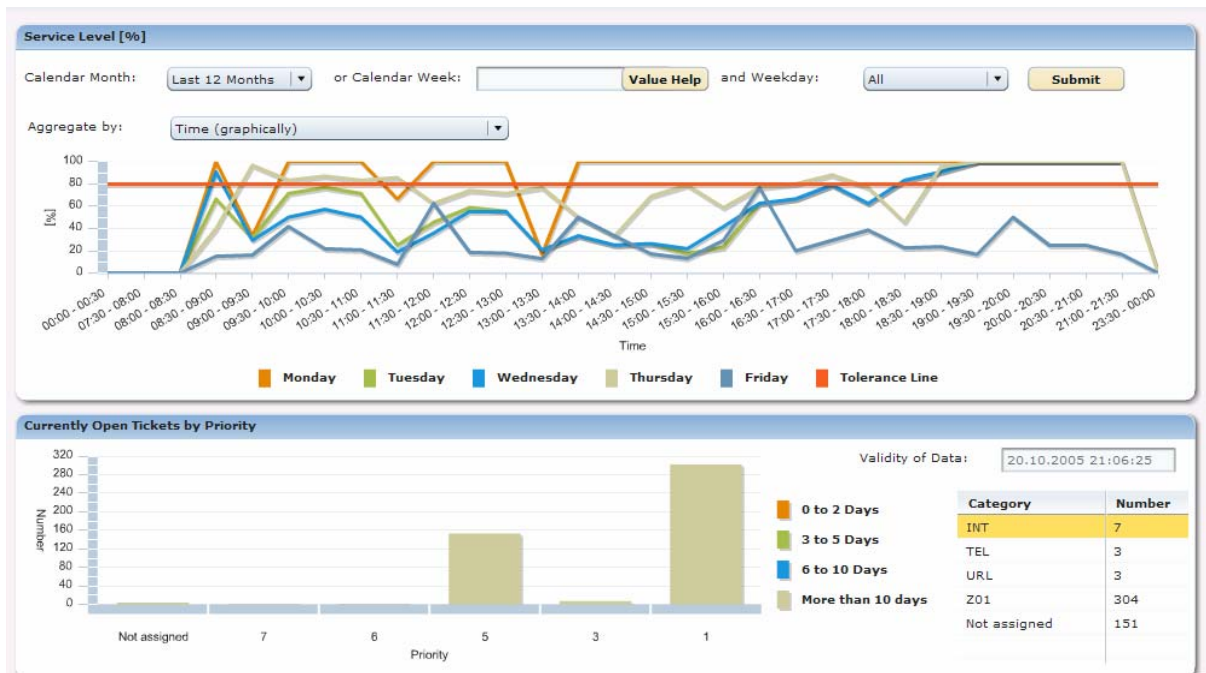 Service Level [%]
Calendar Month: Last 12 Months or Calendar Week: Value Help and Weekday: All Submit
Aggregate by: Time (graphically)
100
80
60
40
20
0
[%]
00:00 - 00:30 07:30 - 08:00 08:00 - 08:30 08:30 - 09:00 09:00 - 09:30 09:30 - 10:00 10:00 - 10:30 10:30 - 11:00 11:00 - 11:30 11:30 - 12:00 12:00 - 12:30 12:30 - 13:00 13:00 - 13:30 13:30 - 14:00 14:00 - 14:30 14:30 - 15:00 15:00 - 15:30 15:30 - 16:00 16:00 - 16:30 16:30 - 17:00 17:00 - 17:30 17:30 - 18:00 18:00 - 18:30 18:30 - 19:00 19:00 - 19:30 19:30 - 20:00 20:00 - 20:30 20:30 - 21:00 21:00 - 21:30 23:30 - 00:00
Time
Monday Tuesday Wednesday Thursday Friday Tolerance Line
Currently Open Tickets by Priority
320
280
240
200
160
120
80
40
0
Number
Not assigned 7 6 5 3 1
Priority
0 to 2 Days
3 to 5 Days
6 to 10 Days
More than 10 days
Validity of Data: 20.10.2005 21:06:25
Category Number
INT 7
TEL 3
URL 3
Z01 304
Not assigned 151